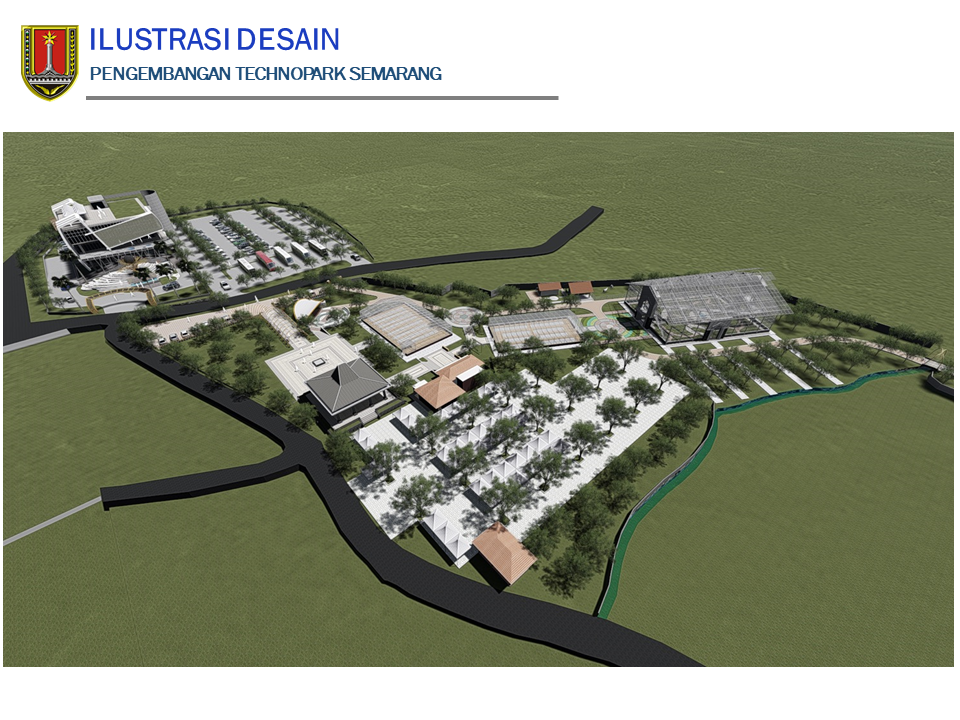 ILUSTRASI DESAIN
PENGEMBANGAN TECHNOPARK SEMARANG